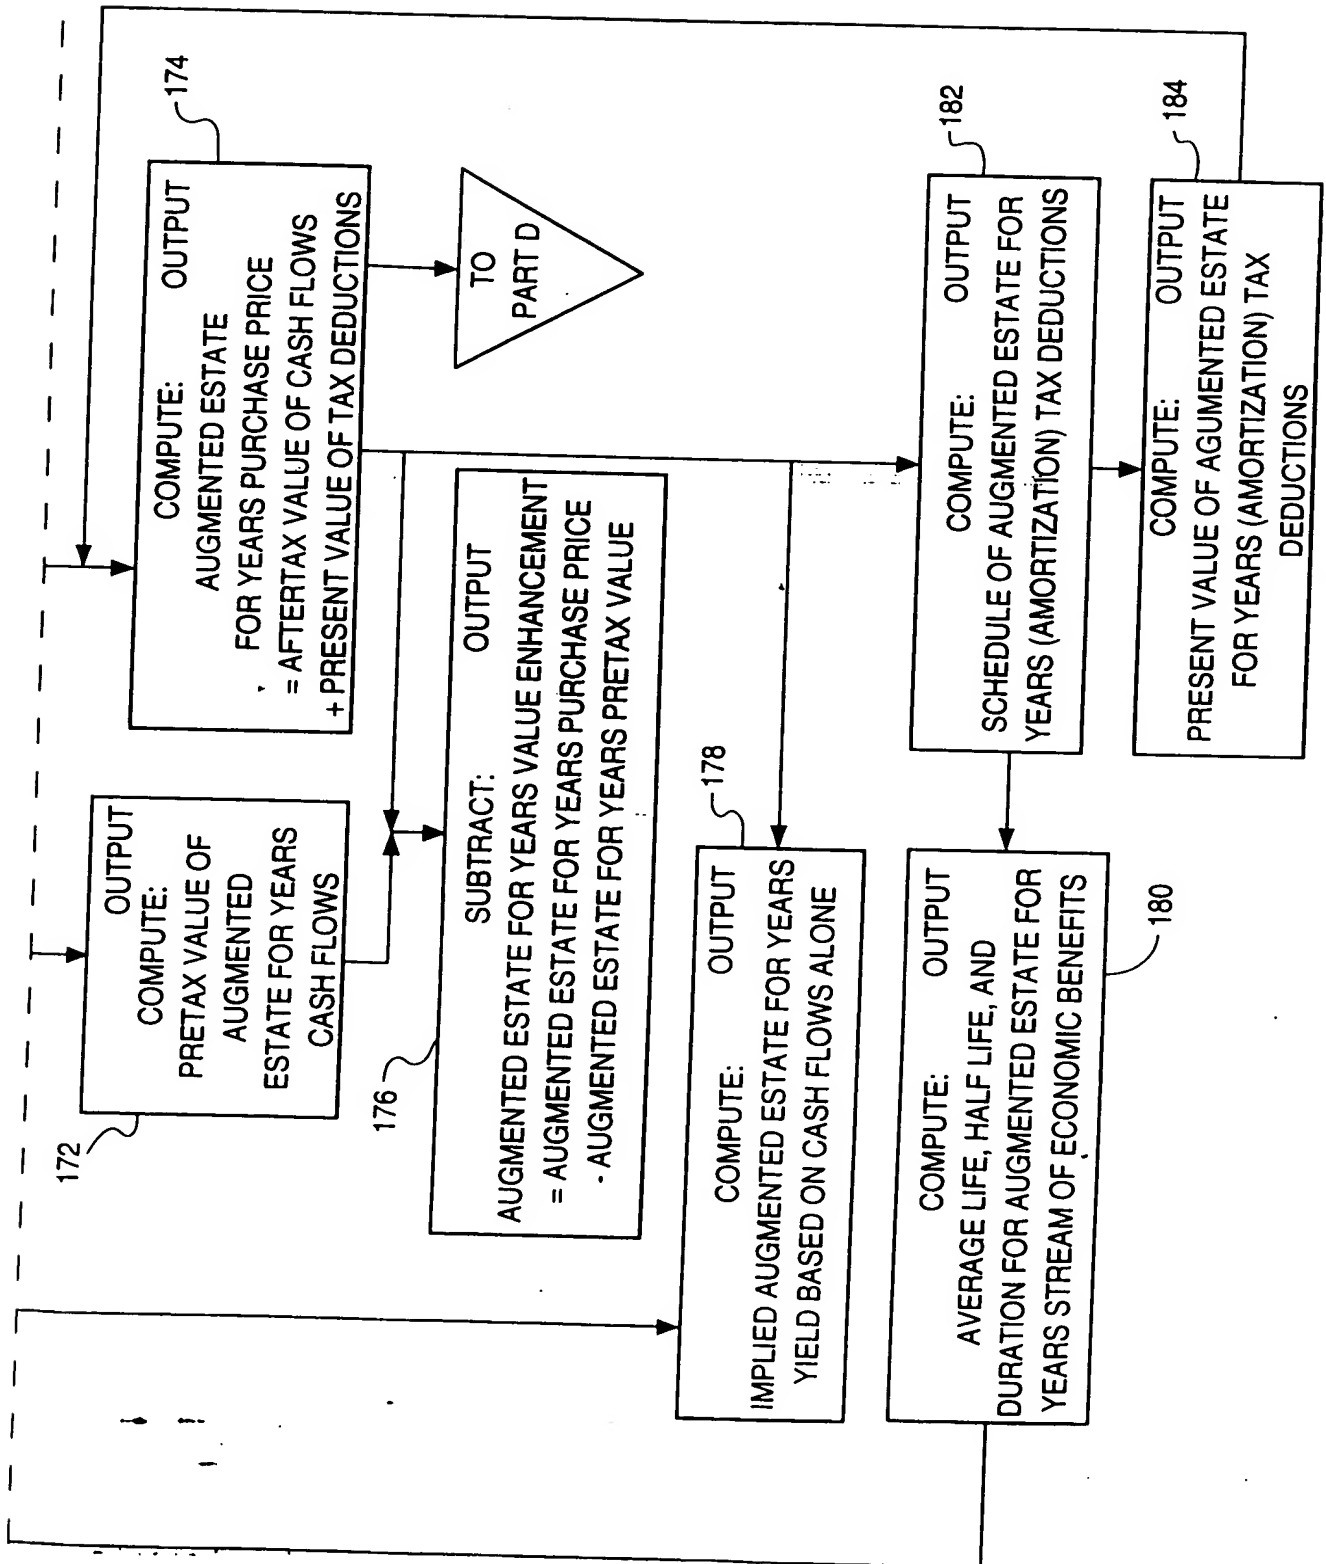 172
OUTPUT
COMPUTE:
PRETAX VALUE OF
AUGMENTED
ESTATE FOR YEARS
CASH FLOWS
174
COMPUTE: OUTPUT
AUGMENTED ESTATE
FOR YEARS PURCHASE PRICE
= AFTERTAX VALUE OF CASH FLOWS
+ PRESENT VALUE OF TAX DEDUCTIONS
TO
PART D
176
SUBTRACT: OUTPUT
AUGMENTED ESTATE FOR YEARS VALUE ENHANCEMENT
= AUGMENTED ESTATE FOR YEARS PURCHASE PRICE
- AUGMENTED ESTATE FOR YEARS PRETAX VALUE
178
COMPUTE: OUTPUT
IMPLIED AUGMENTED ESTATE FOR YEARS
YIELD BASED ON CASH FLOWS ALONE
182
COMPUTE: OUTPUT
SCHEDULE OF AUGMENTED ESTATE FOR
YEARS (AMORTIZATION) TAX DEDUCTIONS
180
COMPUTE: OUTPUT
AVERAGE LIFE, HALF LIFE, AND
DURATION FOR AUGMENTED ESTATE FOR
YEARS STREAM OF ECONOMIC BENEFITS
184
COMPUTE: OUTPUT
PRESENT VALUE OF AGUMENTED ESTATE
FOR YEARS (AMORTIZATION) TAX
DEDUCTIONS